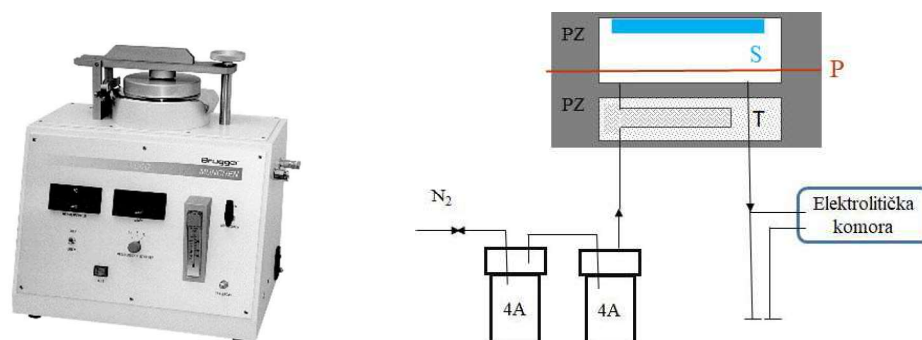 Brugger
MÜNCHEN
PZ
S
P
PZ
T
N₂
Elektrolitička
komora
4A
4A